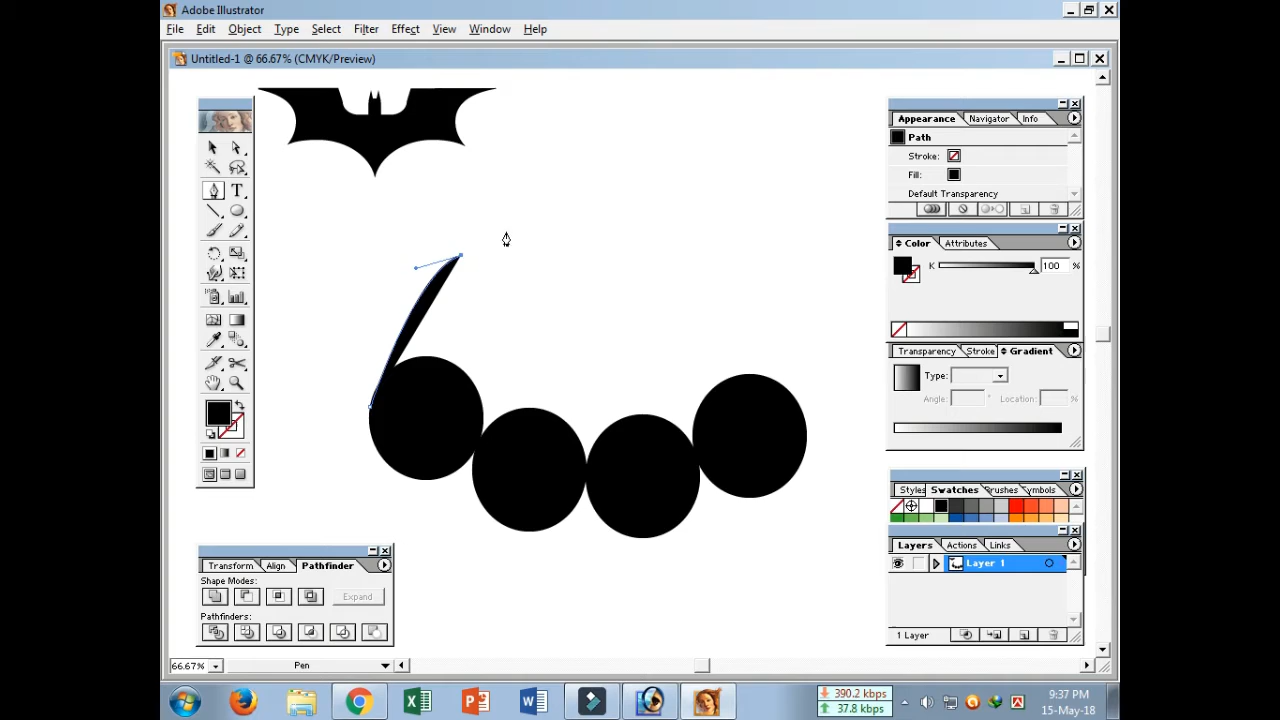 Adobe Illustrator
File Edit Object Type Select Filter Effect View Window Help
Untitled-1 @ 66.67% (CMYK/Preview)
Appearance Navigator Info
Path
Stroke:
Fill:
Default Transparency
Color Attributes
K 100 %
Transparency Stroke Gradient
Type:
Angle: ° Location: %
Styles Swatches Brushes Symbols
Layers Actions Links
Layer 1
1 Layer
T
Transform Align Pathfinder
Shape Modes:
Expand
Pathfinders:
66.67% Pen
390.2 kbps
37.8 kbps
9:37 PM
15-May-18